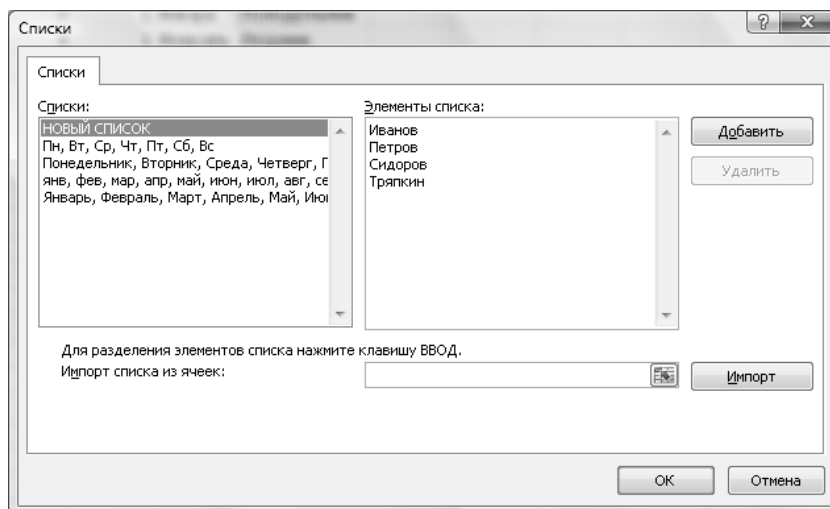 Списки
Списки
Списки:
НОВЫЙ СПИСОК
Пн, Вт, Ср, Чт, Пт, Сб, Вс
Понедельник, Вторник, Среда, Четверг, П
янв, фев, мар, апр, май, июн, июл, авг, се
Январь, Февраль, Март, Апрель, Май, Июн
Элементы списка:
Иванов
Петров
Сидоров
Тряпкин
Добавить
Удалить
Для разделения элементов списка нажмите клавишу ВВОД.
Импорт списка из ячеек:
Импорт
ОК
Отмена